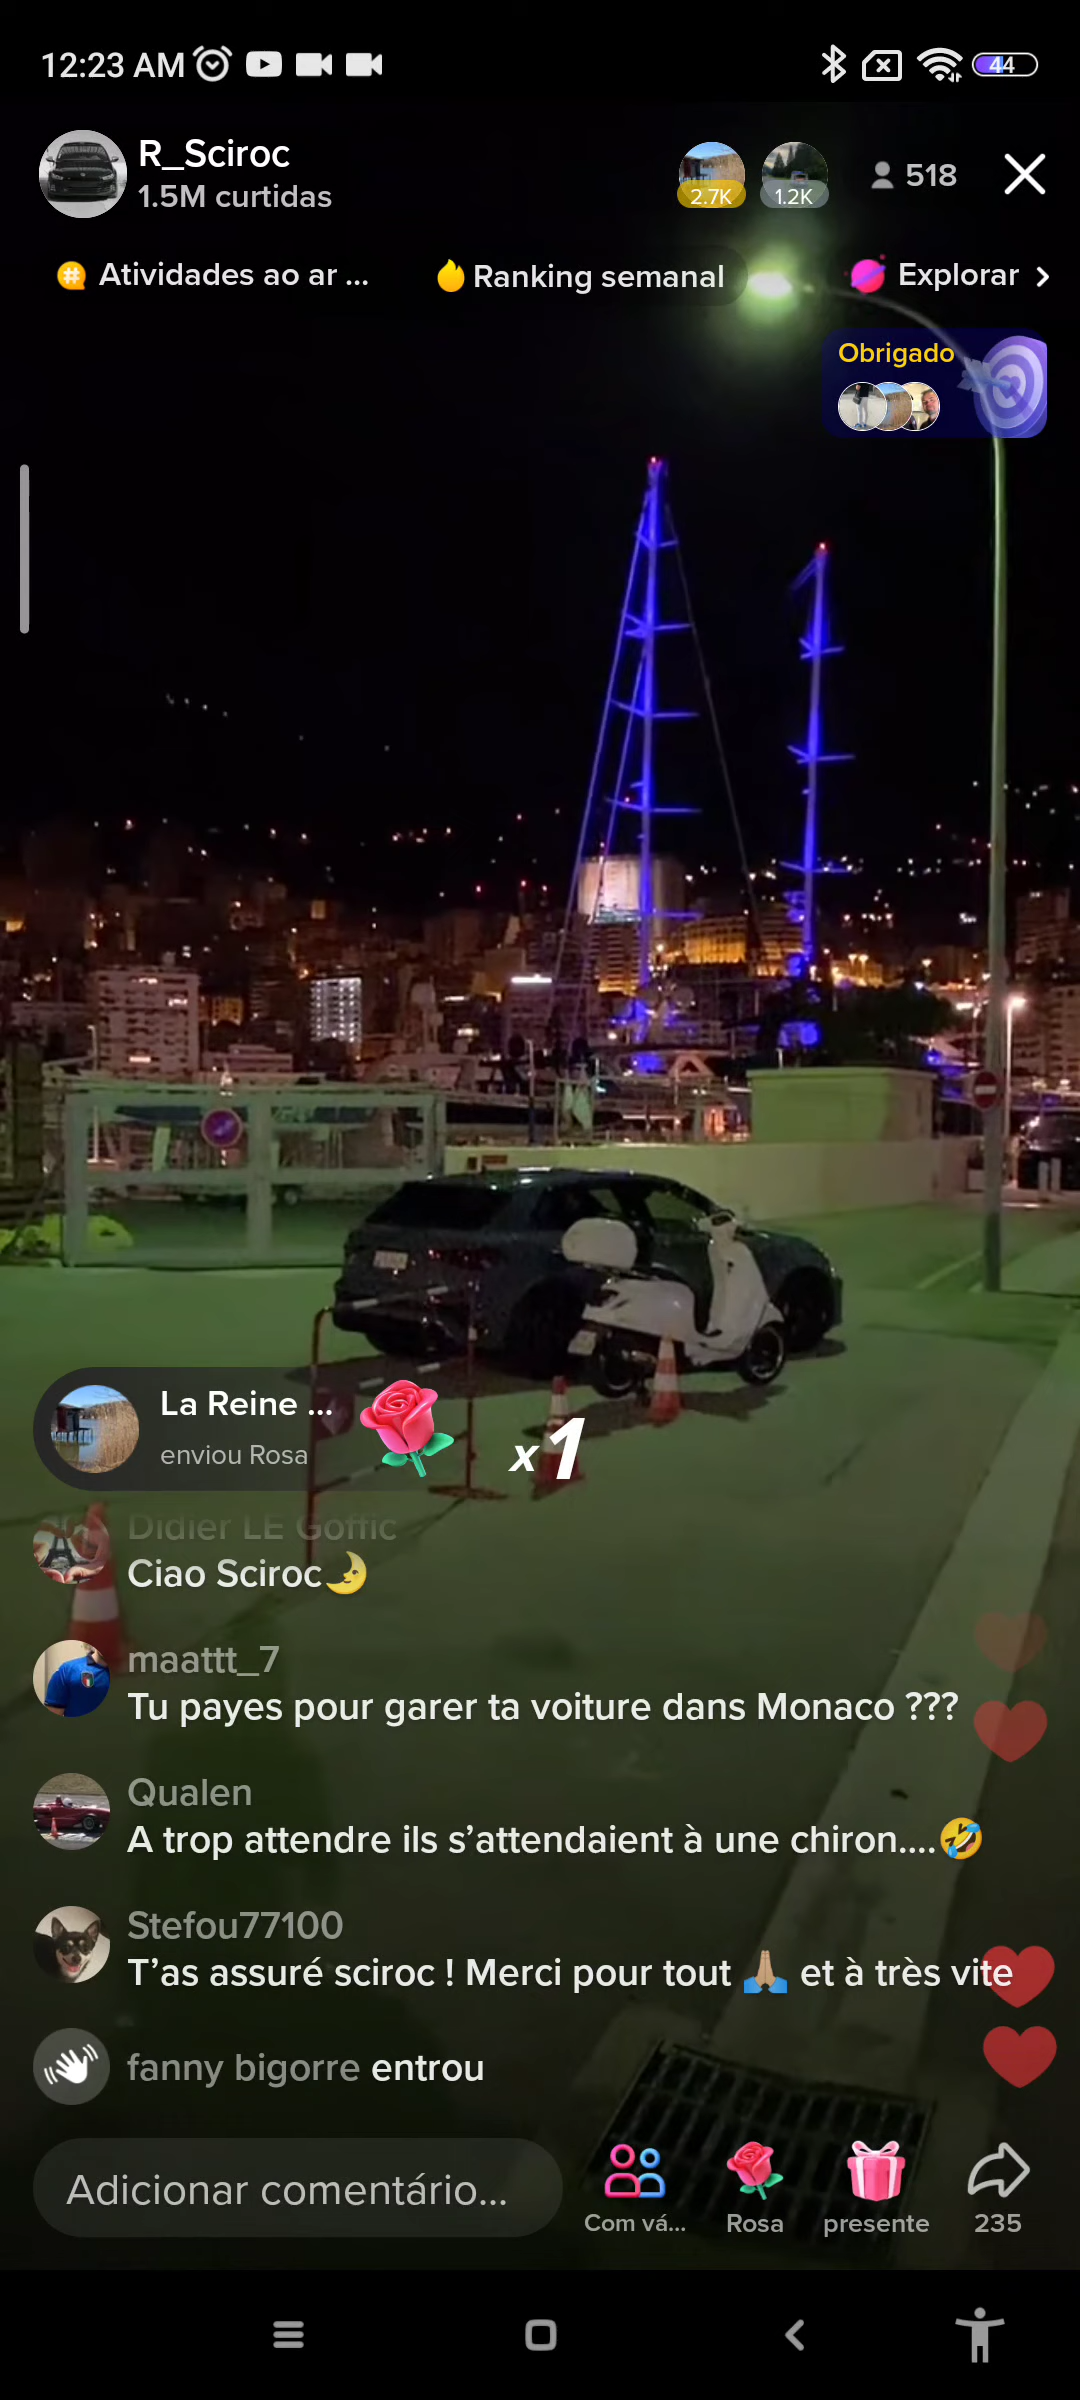 12:23 AM
44
R_Sciroc
1.5M curtidas
2.7K
1.2K
518
Atividades ao ar ...
Ranking semanal
Explorar
Obrigado
La Reine ...
enviou Rosa
x1
Didier LE Goffic
Ciao Sciroc🌛
maattt_7
Tu payes pour garer ta voiture dans Monaco ???
Qualen
A trop attendre ils s’attendaient à une chiron....🤣
Stefou77100
T’as assuré sciroc ! Merci pour tout 🙏🏼 et à très vite
fanny bigorre entrou
Adicionar comentário...
Com vá...
Rosa
presente
235